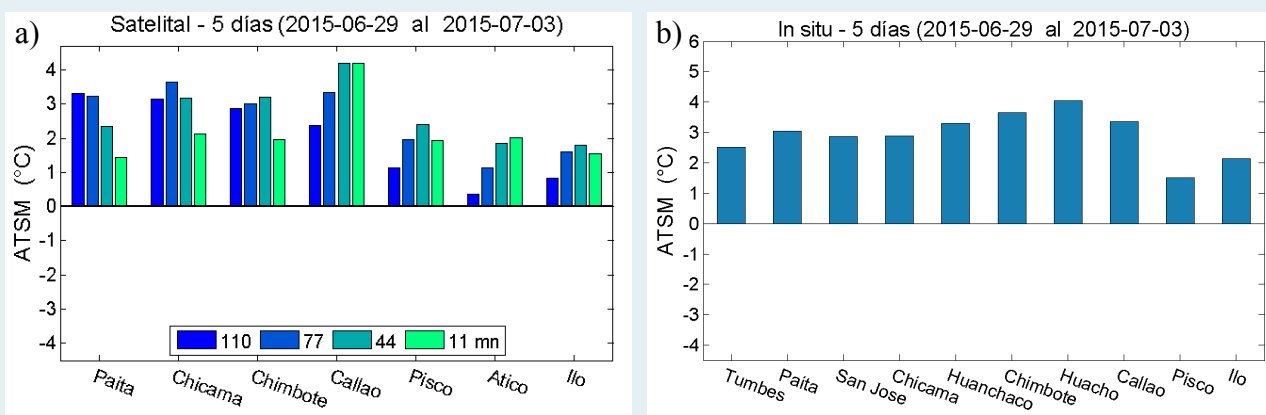 a)
Satelital - 5 días (2015-06-29 al 2015-07-03)
ATSM (°C)
4
3
2
1
0
-1
-2
-3
-4
110 77 44 11 mn
Paita Chicama Chimbote Callao Pisco Atico Ilo
b)
In situ - 5 días (2015-06-29 al 2015-07-03)
ATSM (°C)
6
5
4
3
2
1
0
-1
-2
-3
-4
Tumbes Paita San Jose Chicama Huanchaco Chimbote Huacho Callao Pisco Ilo